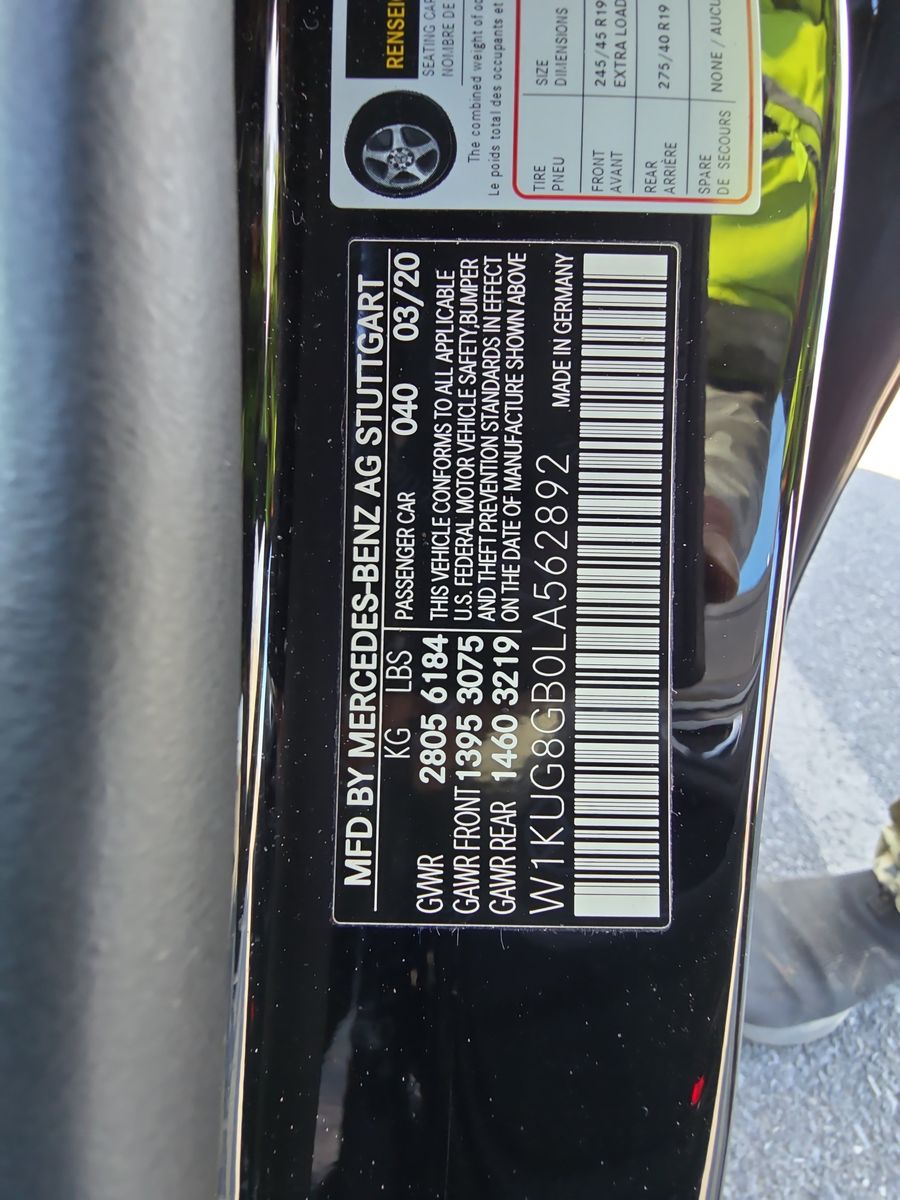 RENSEI
SEATING CAP
NOMBRE DE
The combined weight of oc
Le poids total des occupants et
TIRE SIZE
PNEU DIMENSIONS
FRONT 245/45 R19
AVANT EXTRA LOAD
REAR 275/40 R19
ARRIÈRE
SPARE NONE / AUCU
DE SECOURS
MFD BY MERCEDES-BENZ AG STUTTGART
KG LBS PASSENGER CAR 040 03/20
GVWR 2805 6184 THIS VEHICLE CONFORMS TO ALL APPLICABLE
GAWR FRONT 1395 3075 U.S. FEDERAL MOTOR VEHICLE SAFETY,BUMPER
GAWR REAR 1460 3219 AND THEFT PREVENTION STANDARDS IN EFFECT
ON THE DATE OF MANUFACTURE SHOWN ABOVE
W1KUG8GB0LA562892 MADE IN GERMANY